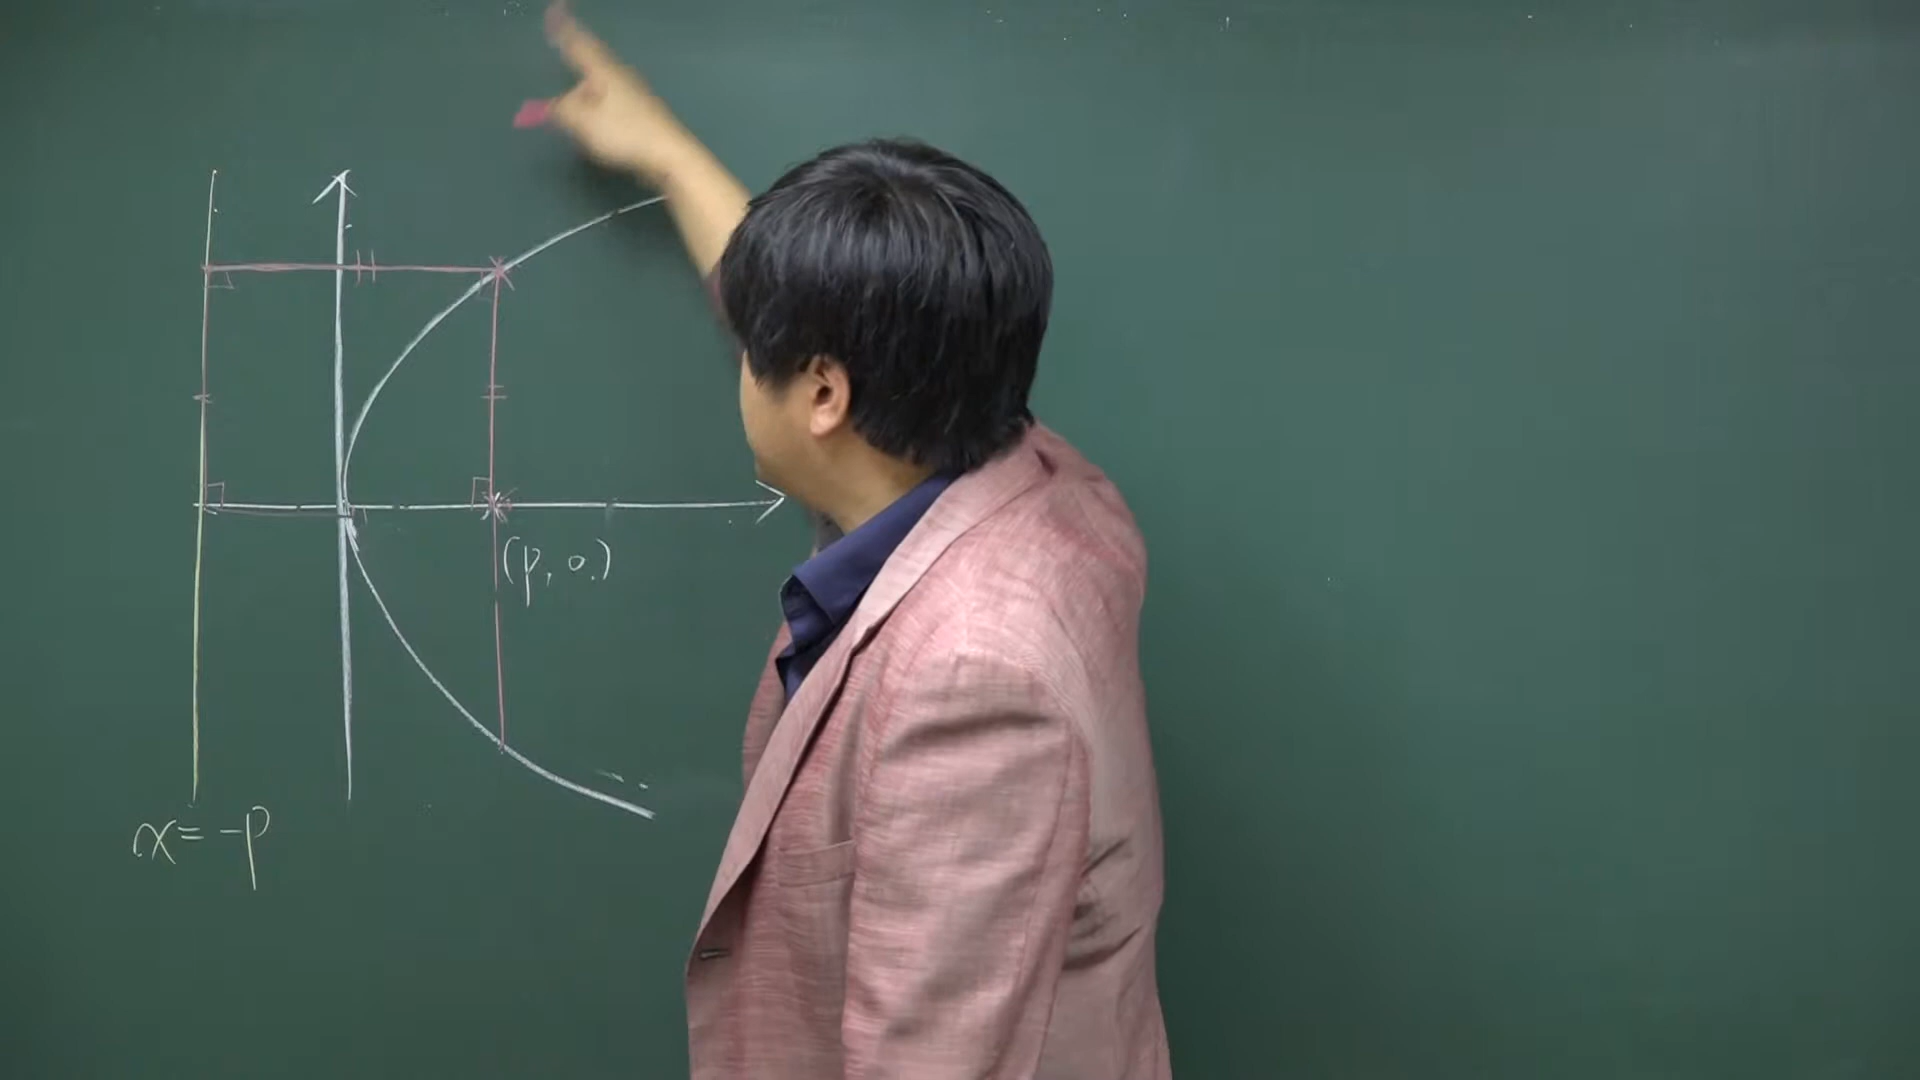 (p, 0)
x = -p